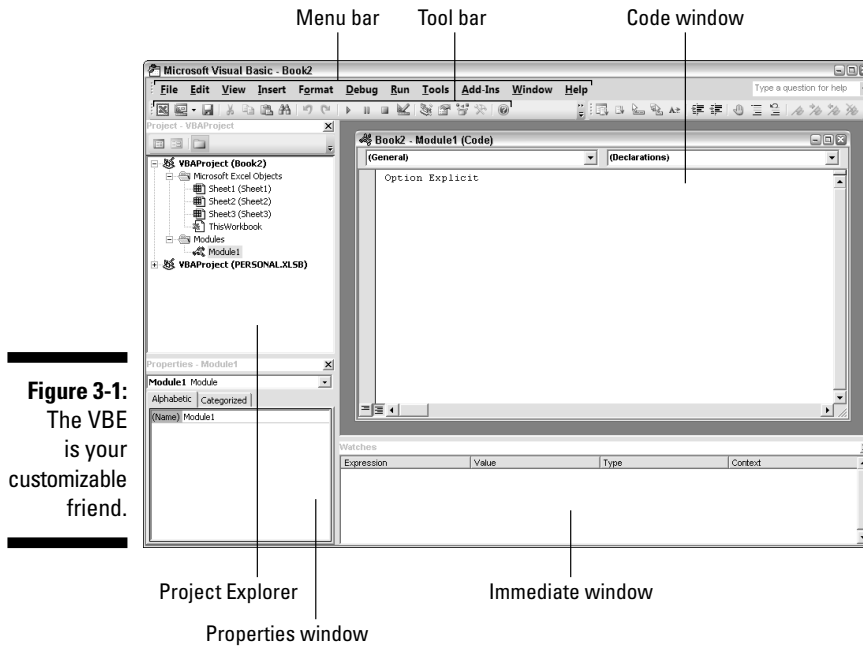 Menu bar
Tool bar
Code window
Microsoft Visual Basic - Book2
File Edit View Insert Format Debug Run Tools Add-Ins Window Help
Type a question for help
Project - VBAProject
VBAProject (Book2)
Microsoft Excel Objects
Sheet1 (Sheet1)
Sheet2 (Sheet2)
Sheet3 (Sheet3)
ThisWorkbook
Modules
Module1
VBAProject (PERSONAL.XLSB)
Book2 - Module1 (Code)
(General)
(Declarations)
Option Explicit
Properties - Module1
Module1 Module
Alphabetic Categorized
(Name) Module1
Watches
Expression Value Type Context
Figure 3-1:
The VBE
is your
customizable
friend.
Project Explorer
Immediate window
Properties window